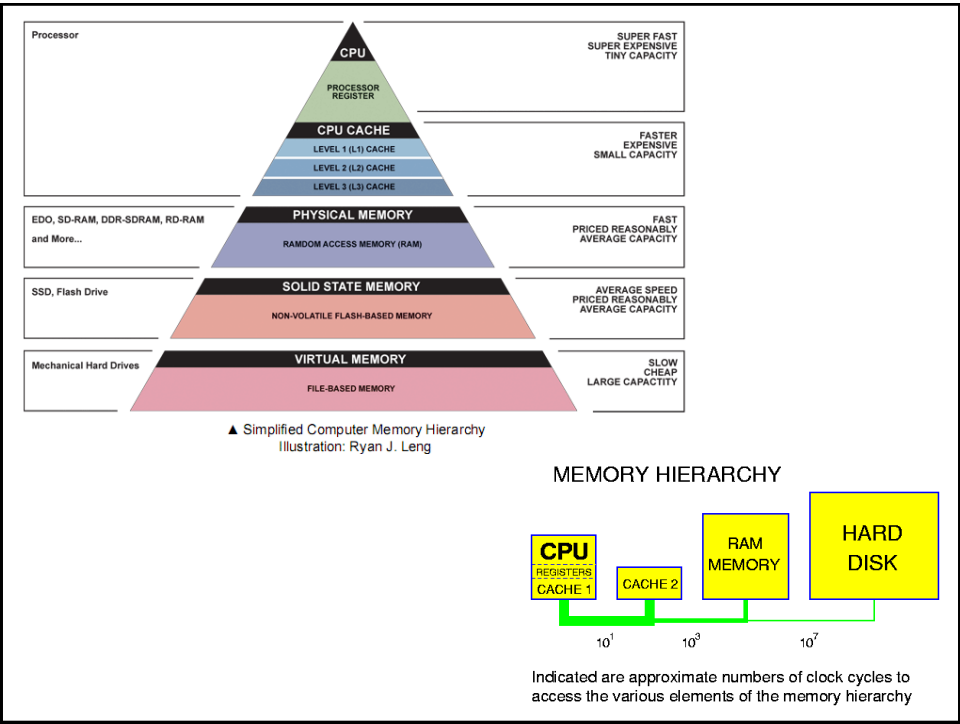 Processor
CPU
SUPER FAST
SUPER EXPENSIVE
TINY CAPACITY
PROCESSOR
REGISTER
CPU CACHE
LEVEL 1 (L1) CACHE
LEVEL 2 (L2) CACHE
LEVEL 3 (L3) CACHE
FASTER
EXPENSIVE
SMALL CAPACITY
EDO, SD-RAM, DDR-SDRAM, RD-RAM
and More...
PHYSICAL MEMORY
RAMDOM ACCESS MEMORY (RAM)
FAST
PRICED REASONABLY
AVERAGE CAPACITY
SSD, Flash Drive
SOLID STATE MEMORY
NON-VOLATILE FLASH-BASED MEMORY
AVERAGE SPEED
PRICED REASONABLY
AVERAGE CAPACITY
Mechanical Hard Drives
VIRTUAL MEMORY
FILE-BASED MEMORY
SLOW
CHEAP
LARGE CAPACTITY
▲ Simplified Computer Memory Hierarchy
Illustration: Ryan J. Leng
MEMORY HIERARCHY
CPU
REGISTERS
CACHE 1
CACHE 2
RAM
MEMORY
HARD
DISK
10¹
10³
10⁷
Indicated are approximate numbers of clock cycles to
access the various elements of the memory hierarchy